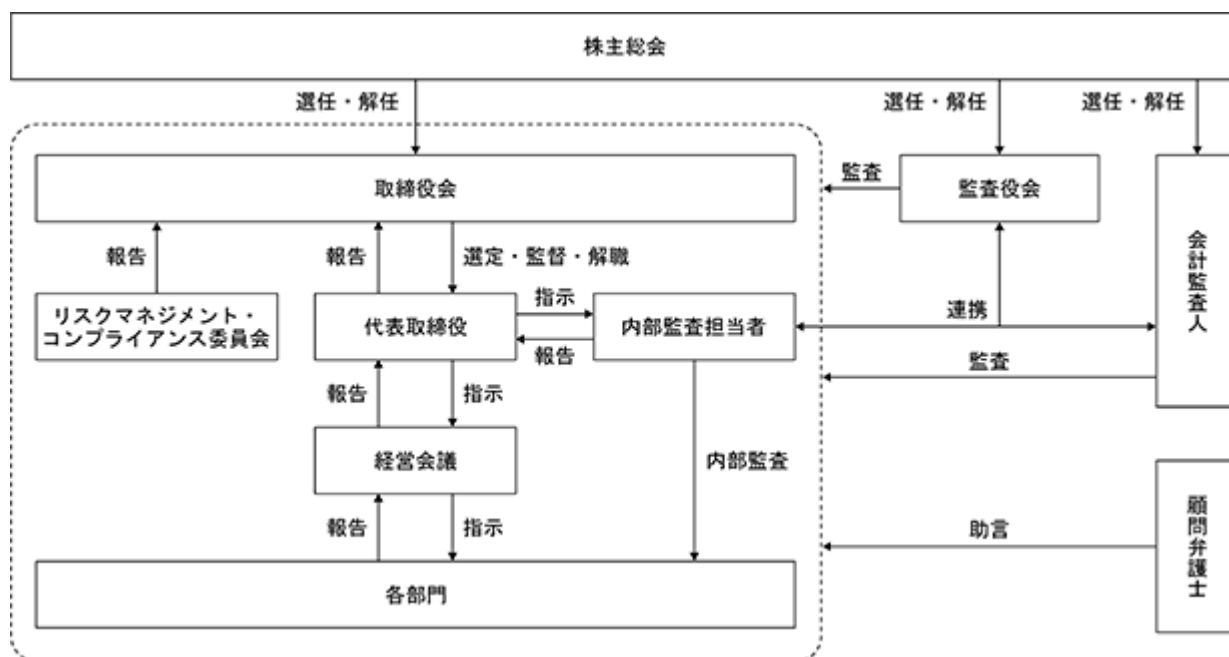 株主総会
選任・解任
選任・解任
選任・解任
取締役会
監査
監査役会
会計監査人
報告
報告
選定・監督・解職
リスクマネジメント・
コンプライアンス委員会
代表取締役
指示
報告
内部監査担当者
連携
監査
報告
指示
経営会議
内部監査
報告
指示
助言
顧問弁護士
各部門